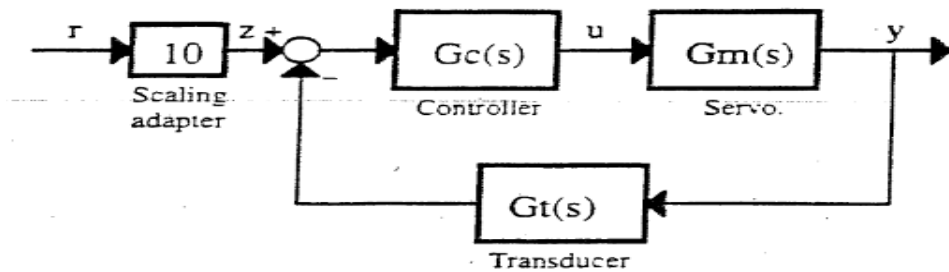 r
10
z
+
-
Gc(s)
u
Gm(s)
y
Scaling
adapter
Controller
Servo.
Gt(s)
Transducer